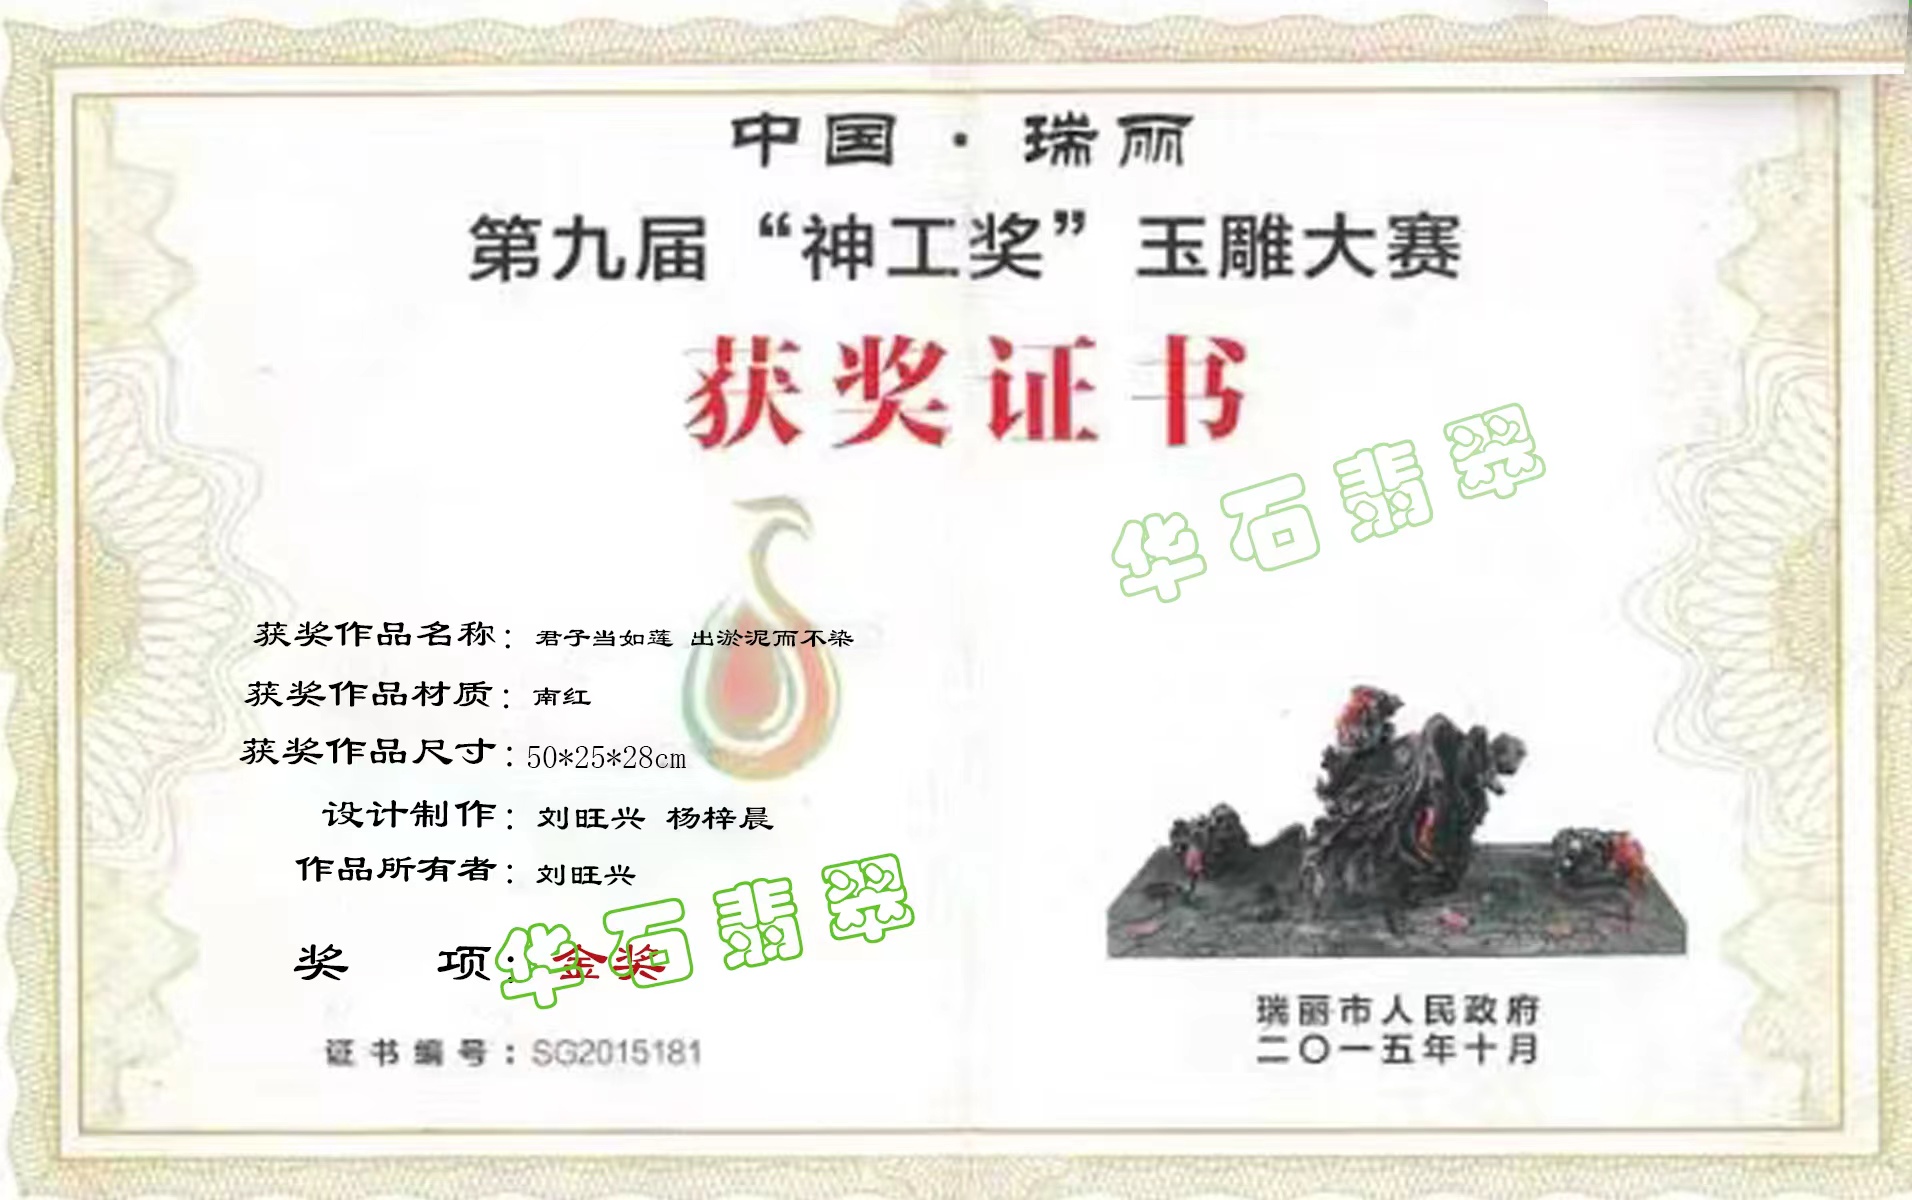 中国·瑞丽
第九届“神工奖”玉雕大赛
获奖证书
华石翡翠
获奖作品名称：君子当如莲 出淤泥而不染
获奖作品材质：南红
获奖作品尺寸：50*25*28cm
设计制作：刘旺兴 杨梓晨
作品所有者：刘旺兴
华石翡翠
奖 项：金奖
证书编号：SG2015181
瑞丽市人民政府
二〇一五年十月